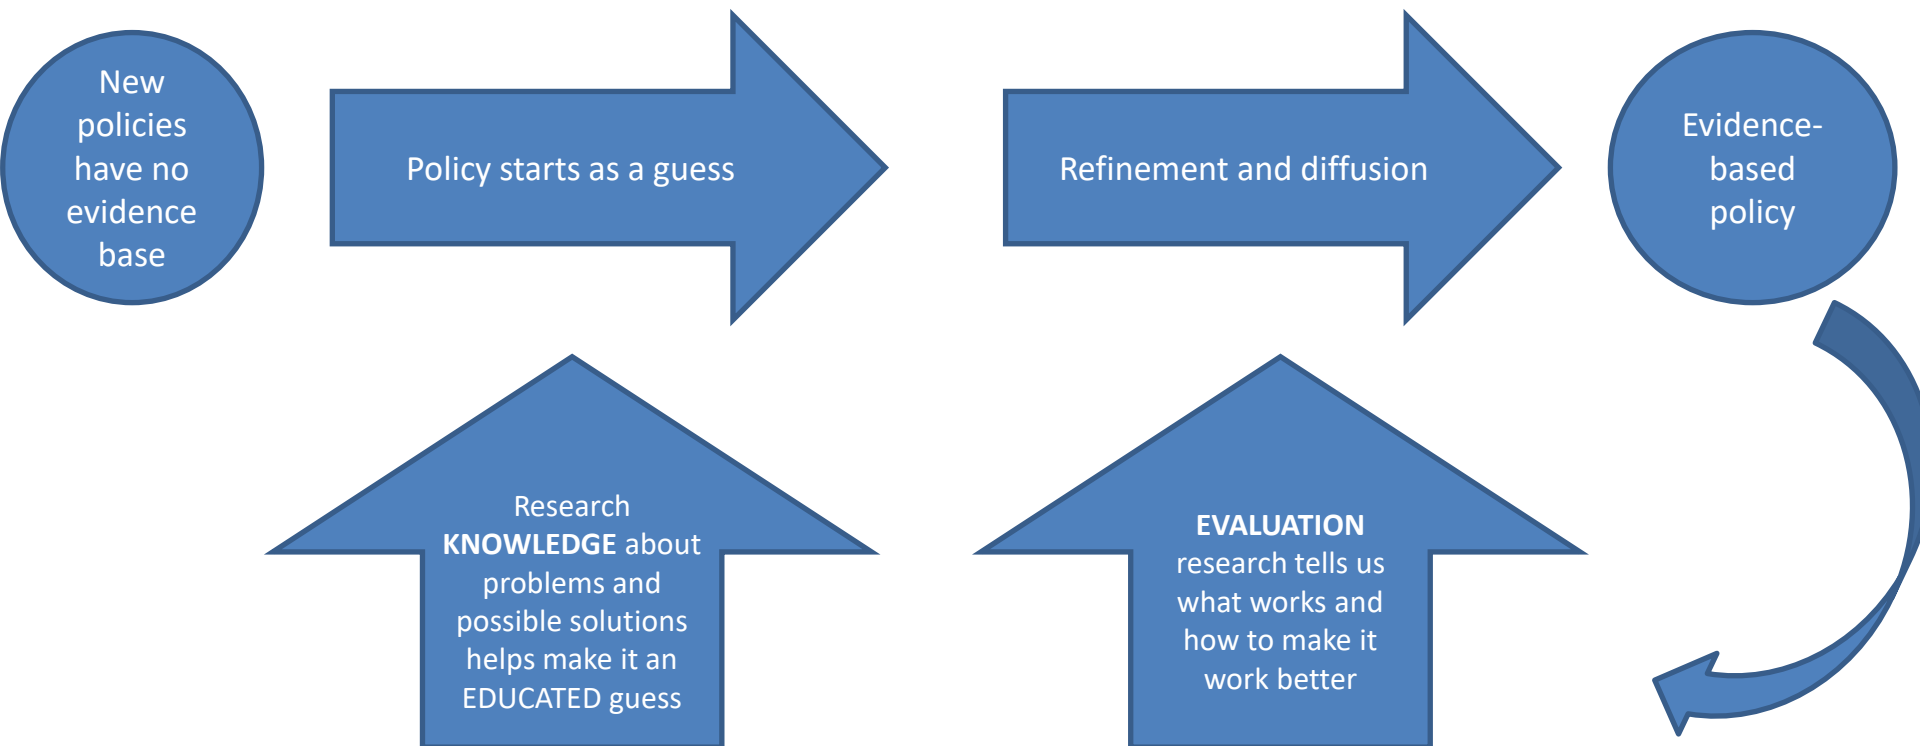 New
policies
have no
evidence
base
Policy starts as a guess
Refinement and diffusion
Evidence-
based
policy
Research
KNOWLEDGE about
problems and
possible solutions
helps make it an
EDUCATED guess
EVALUATION
research tells us
what works and
how to make it
work better